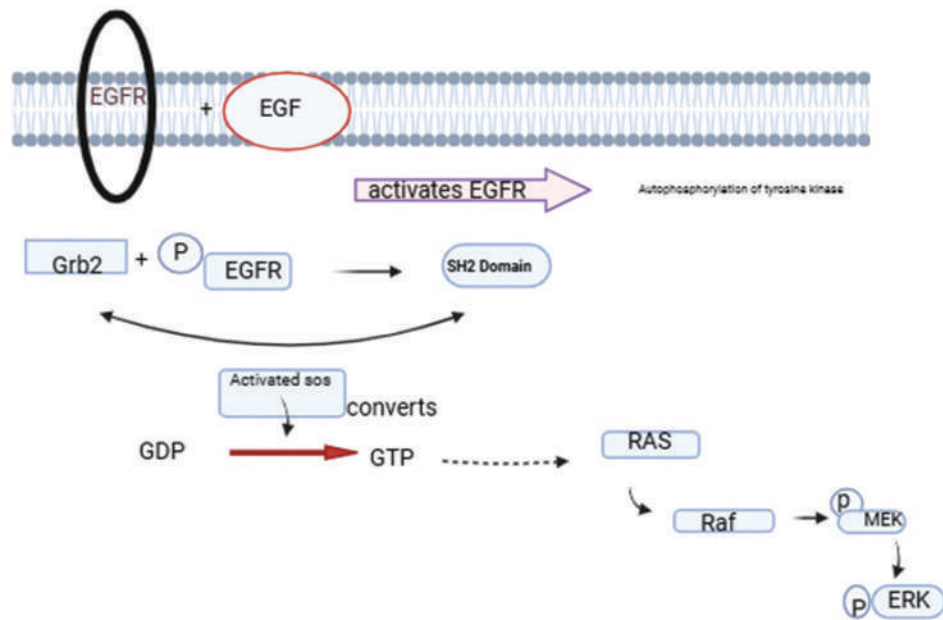 EGFR
+
EGF
activates EGFR
Autophosphorylation of tyrosine kinase
Grb2
+
P
EGFR
SH2 Domain
Activated sos
converts
GDP
GTP
RAS
Raf
p
MEK
P
ERK